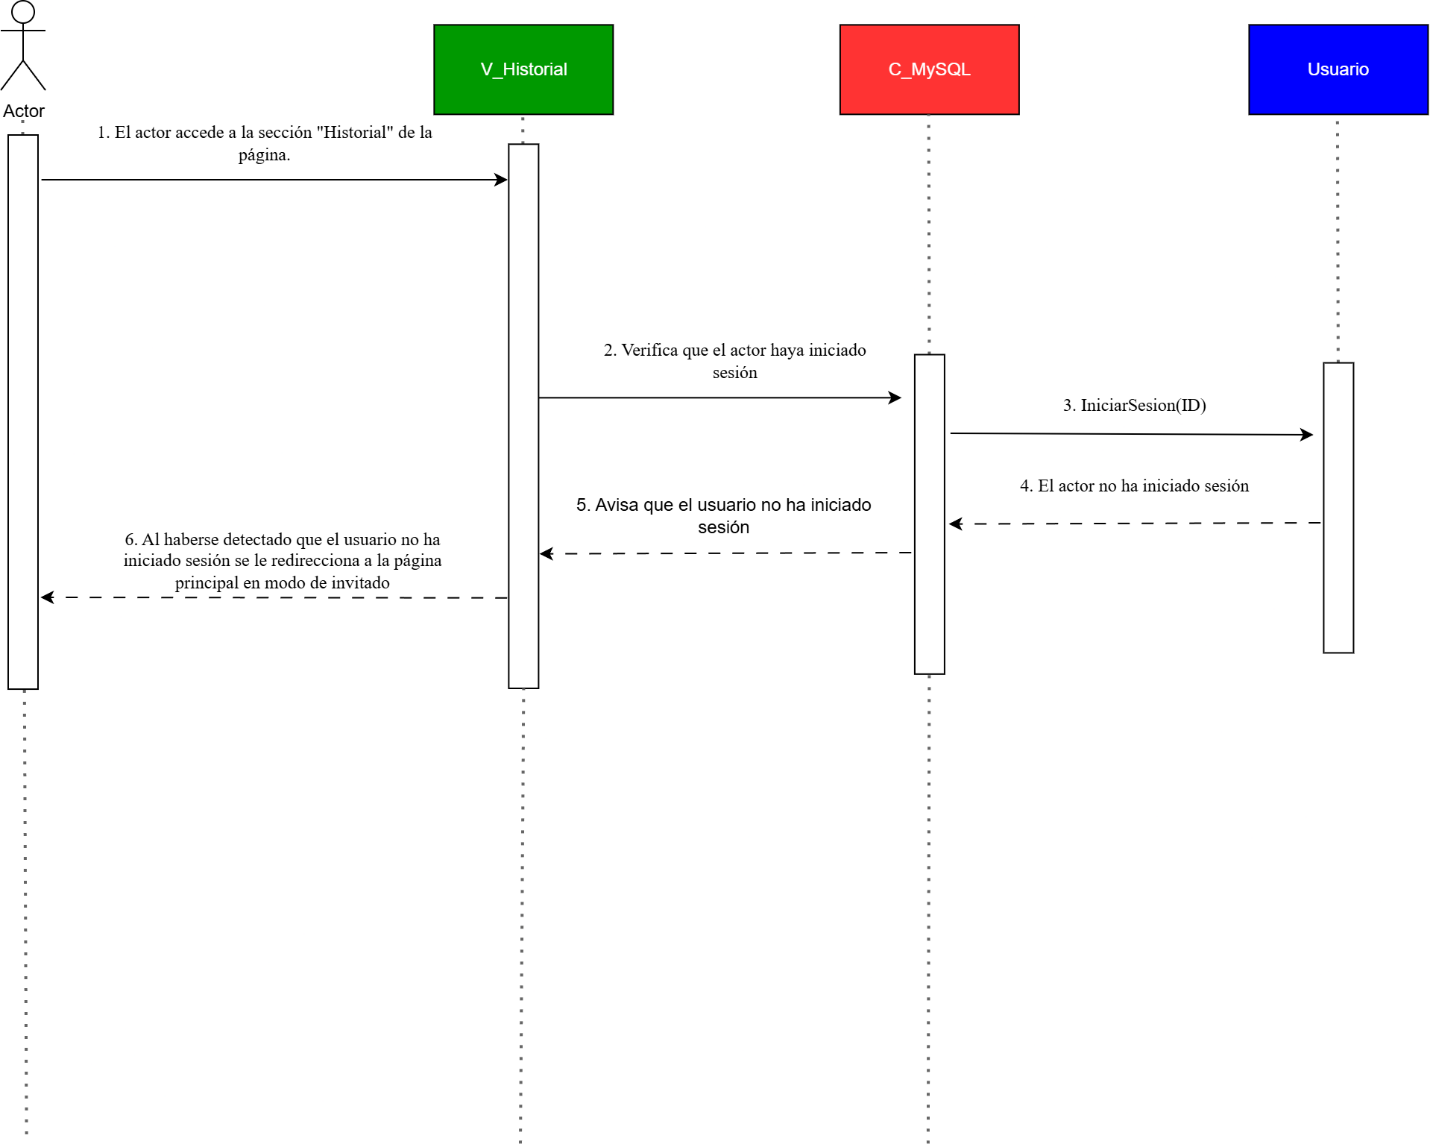 Actor
V_Historial
C_MySQL
Usuario
1. El actor accede a la sección "Historial" de la
página.
2. Verifica que el actor haya iniciado
sesión
3. IniciarSesion(ID)
4. El actor no ha iniciado sesión
5. Avisa que el usuario no ha iniciado
sesión
6. Al haberse detectado que el usuario no ha
iniciado sesión se le redirecciona a la página
principal en modo de invitado